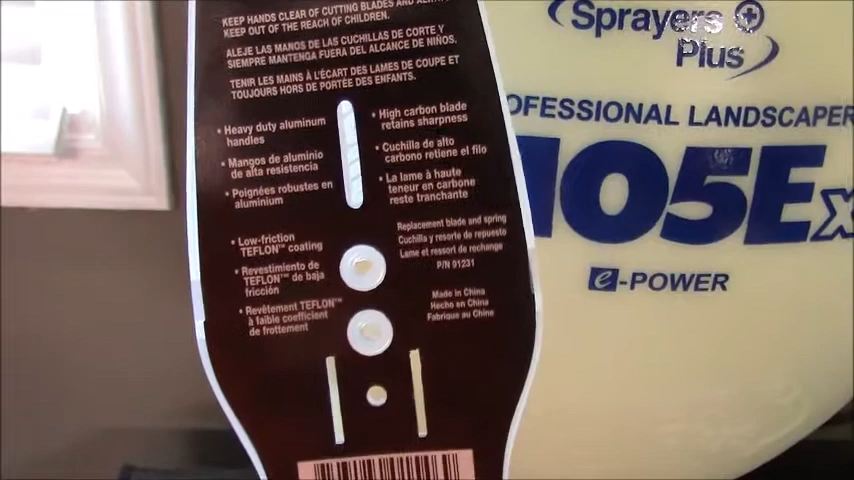 KEEP HANDS CLEAR OF CUTTING BLADES AND ALWAYS
KEEP OUT OF THE REACH OF CHILDREN.
ALEJE LAS MANOS DE LAS CUCHILLAS DE CORTE Y
SIEMPRE MANTENGA FUERA DEL ALCANCE DE NIÑOS.
TENIR LES MAINS À L'ÉCART DES LAMES DE COUPE ET
TOUJOURS HORS DE PORTÉE DES ENFANTS.
• HEAVY DUTY ALUMINUM
HANDLES
• MANGOS DE ALUMINIO
DE ALTA RESISTENCIA
• POIGNÉES ROBUSTES EN
ALUMINIUM
• LOW-FRICTION
TEFLON™ COATING
• REVESTIMIENTO DE
TEFLON™ DE BAJA
FRICCIÓN
• REVÊTEMENT TEFLON™
À FAIBLE COEFFICIENT
DE FROTTEMENT
• HIGH CARBON BLADE
RETAINS SHARPNESS
• CUCHILLA DE ALTO
CARBONO RETIENE EL FILO
• LA LAME À HAUTE
TENEUR EN CARBONE
RESTE TRANCHANTE
REPLACEMENT BLADE AND SPRING
CUCHILLA Y RESORTE DE REPUESTO
LAME ET RESSORT DE RECHANGE
P/N 91231
MADE IN CHINA
HECHO EN CHINA
FABRIQUE AU CHINE
Sprayers
Plus
PROFESSIONAL LANDSCAPER
105Ex
e-POWER